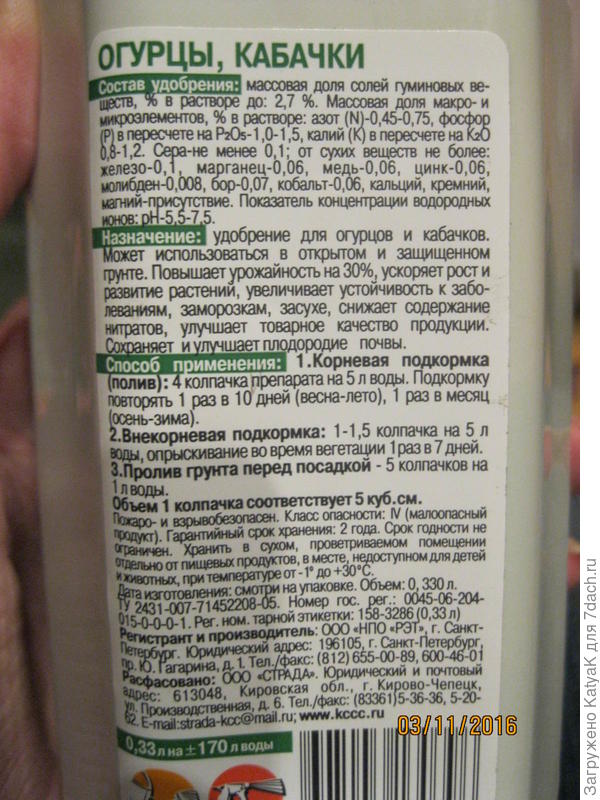 ОГУРЦЫ, КАБАЧКИ
Состав удобрения: массовая доля солей гуминовых ве-
ществ, % в растворе до: 2,7 %. Массовая доля макро- и
микроэлементов, % в растворе: азот (N)-0,45-0,75, фосфор
(P) в пересчете на P₂O₅-1,0-1,5, калий (К) в пересчете на K₂O
0,8-1,2. Сера-не менее 0,1; от сухих веществ не более:
железо-0,1, марганец-0,06, медь-0,06, цинк-0,06,
молибден-0,008, бор-0,07, кобальт-0,06, кальций, кремний,
магний-присутствие. Показатель концентрации водородных
ионов: pH-5,5-7,5.
Назначение: удобрение для огурцов и кабачков.
Может использоваться в открытом и защищенном
грунте. Повышает урожайность на 30%, ускоряет рост и
развитие растений, увеличивает устойчивость к забо-
леваниям, заморозкам, засухе, снижает содержание
нитратов, улучшает товарное качество продукции.
Сохраняет и улучшает плодородие почвы.
Способ применения: 1.Корневая подкормка
(полив): 4 колпачка препарата на 5 л воды. Подкормку
повторять 1 раз в 10 дней (весна-лето), 1 раз в месяц
(осень-зима).
2.Внекорневая подкормка: 1-1,5 колпачка на 5 л
воды, опрыскивание во время вегетации 1раз в 7 дней.
3.Пролив грунта перед посадкой - 5 колпачков на
1 л воды.
Объем 1 колпачка соответствует 5 куб.см.
Пожаро- и взрывобезопасен. Класс опасности: IV (малоопасный
продукт). Гарантийный срок хранения: 2 года. Срок годности не
ограничен. Хранить в сухом, проветриваемом помещении
отдельно от пищевых продуктов, в месте, недоступном для детей
и животных, при температуре от -1° до +30°С.
Дата изготовления: смотри на упаковке. Объем: 0,330 л.
ТУ 2431-007-71452208-05. Номер гос. рег.: 0045-06-204-
015-0-0-0-1. Рег. ном. тарной этикетки: 158-3286 (0,33 л)
Регистрант и производитель: ООО «НПО «РЭТ», г. Санкт-
Петербург. Юридический адрес: 196105, г. Санкт-Петербург,
пр. Ю. Гагарина, д. 1. Тел./факс: (812) 655-00-89, 600-46-01
Расфасовано: ООО «СТРАДА». Юридический и почтовый
адрес: 613048, Кировская обл., г. Кирово-Чепецк,
ул. Производственная, д. 6. Тел./факс: (83361)5-36-36, 5-20-
62. E-mail:strada-kcc@mail.ru; www.kccc.ru
03/11/2016
0,33 л на ± 170 л воды
Загружено KatyaK для 7dach.ru